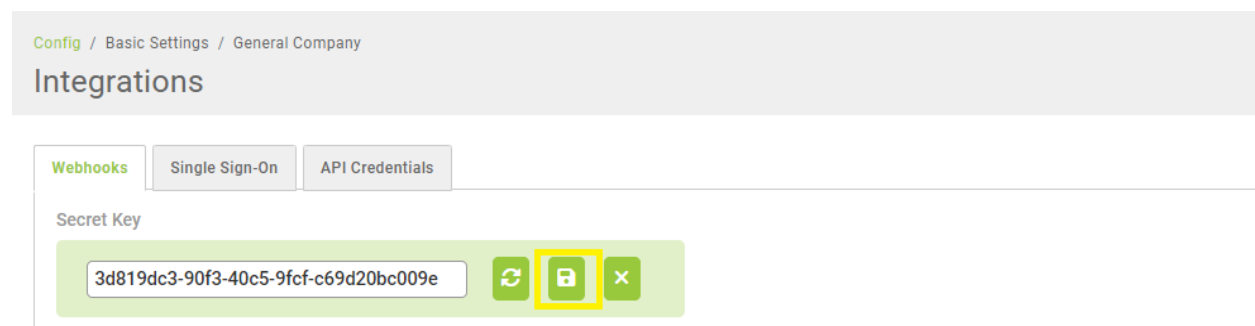 Config / Basic Settings / General Company
Integrations
Webhooks Single Sign-On API Credentials
Secret Key
3d819dc3-90f3-40c5-9fcf-c69d20bc009e